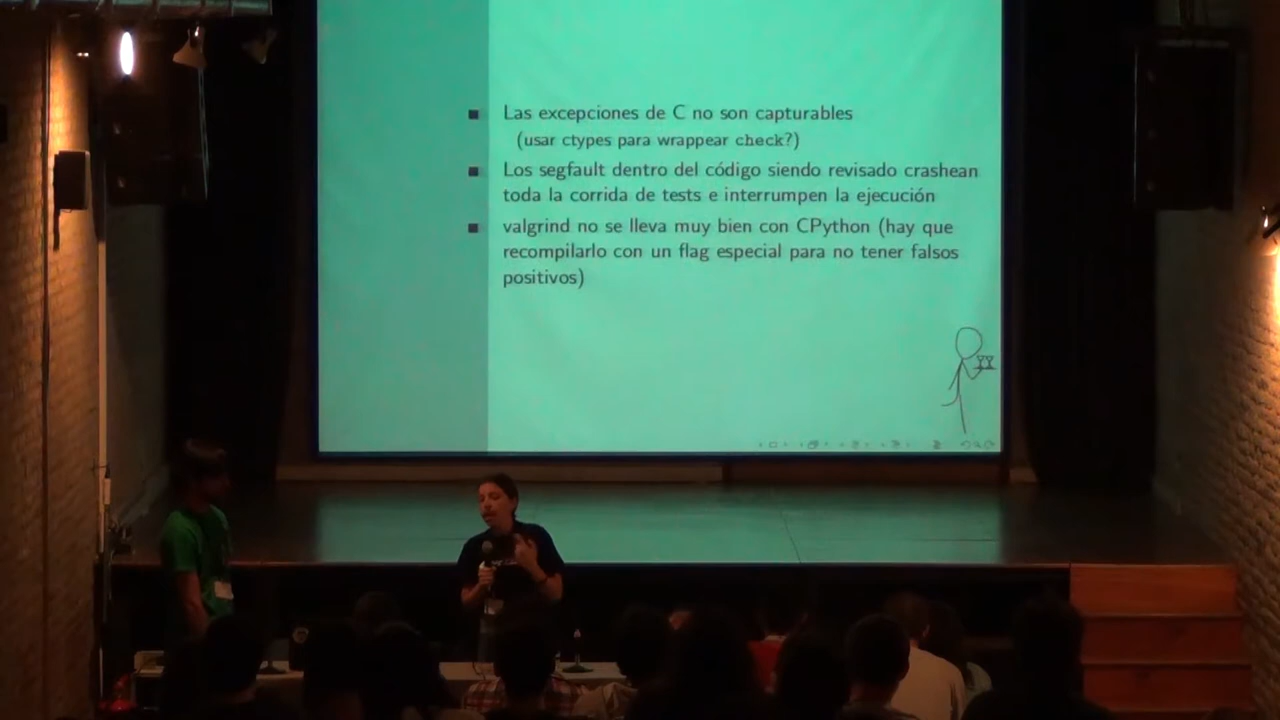 Las excepciones de C no son capturables
(usar ctypes para wrappear check?)
Los segfault dentro del código siendo revisado crashean
toda la corrida de tests e interrumpen la ejecución
valgrind no se lleva muy bien con CPython (hay que
recompilarlo con un flag especial para no tener falsos
positivos)